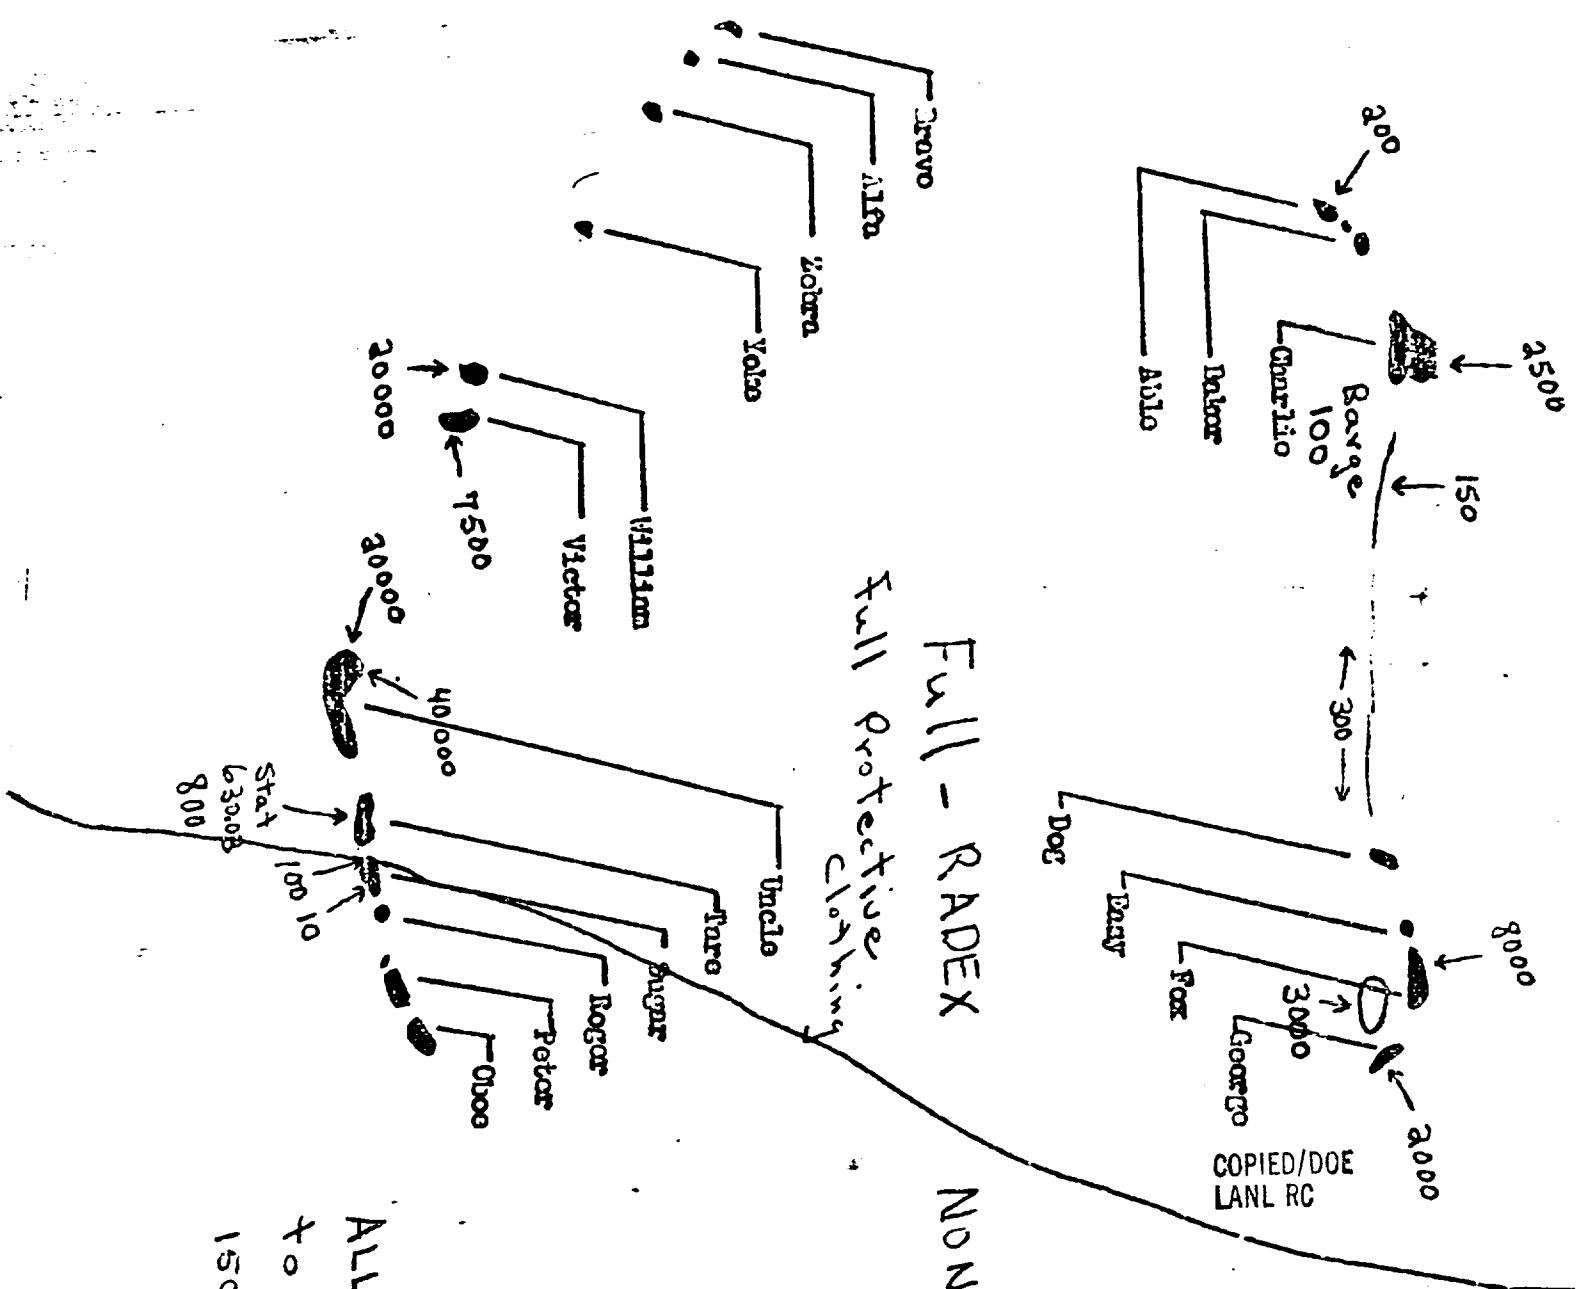 Bravo
Alfa
Zebra
Yoke
William
Victor
20000
7500
20000
40000
Uncle
Tare
Sugar
Roger
Peter
Oboe
Stat
630.03
800
100
10
200
Able
Baker
Charlie
2500
Barge
100
150
300
Dog
Easy
Fox
George
8000
3000
2000
Full - RADEX
Full Protective
clothing
NON
ALL
to
150
COPIED/DOE
LANL RC